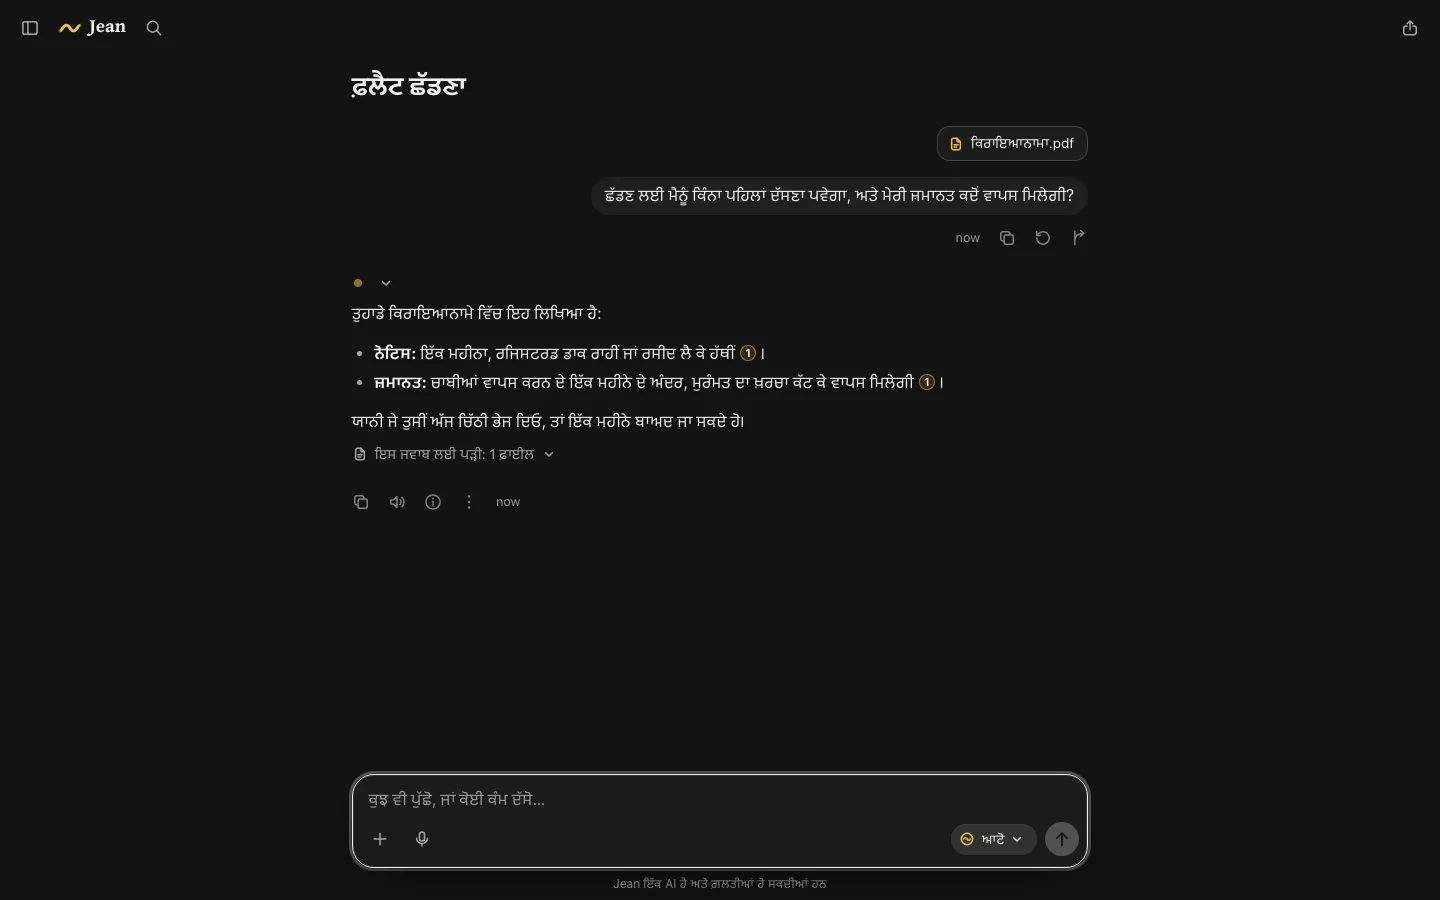 Jean
ਫ਼ਲੈਟ ਛੱਡਣਾ
ਕਿਰਾਇਆਨਾਮਾ.pdf
ਛੱਡਣ ਲਈ ਮੈਨੂੰ ਕਿੰਨਾ ਪਹਿਲਾਂ ਦੱਸਣਾ ਪਵੇਗਾ, ਅਤੇ ਮੇਰੀ ਜ਼ਮਾਨਤ ਕਦੋਂ ਵਾਪਸ ਮਿਲੇਗੀ?
now
ਤੁਹਾਡੇ ਕਿਰਾਇਆਨਾਮੇ ਵਿੱਚ ਇਹ ਲਿਖਿਆ ਹੈ:
• ਨੋਟਿਸ: ਇੱਕ ਮਹੀਨਾ, ਰਜਿਸਟਰਡ ਡਾਕ ਰਾਹੀਂ ਜਾਂ ਰਸੀਦ ਲੈ ਕੇ ਹੱਥੀਂ 1 ।
• ਜ਼ਮਾਨਤ: ਚਾਬੀਆਂ ਵਾਪਸ ਕਰਨ ਦੇ ਇੱਕ ਮਹੀਨੇ ਦੇ ਅੰਦਰ, ਮੁਰੰਮਤ ਦਾ ਖ਼ਰਚਾ ਕੱਟ ਕੇ ਵਾਪਸ ਮਿਲੇਗੀ 1 ।
ਯਾਨੀ ਜੇ ਤੁਸੀਂ ਅੱਜ ਚਿੱਠੀ ਭੇਜ ਦਿਓ, ਤਾਂ ਇੱਕ ਮਹੀਨੇ ਬਾਅਦ ਜਾ ਸਕਦੇ ਹੋ।
ਇਸ ਜਵਾਬ ਲਈ ਪੜ੍ਹੀ: 1 ਫ਼ਾਈਲ
now
ਕੁਝ ਵੀ ਪੁੱਛੋ, ਜਾਂ ਕੋਈ ਕੰਮ ਦੱਸੋ...
ਆਟੋ
Jean ਇੱਕ AI ਹੈ ਅਤੇ ਗ਼ਲਤੀਆਂ ਹੋ ਸਕਦੀਆਂ ਹਨ